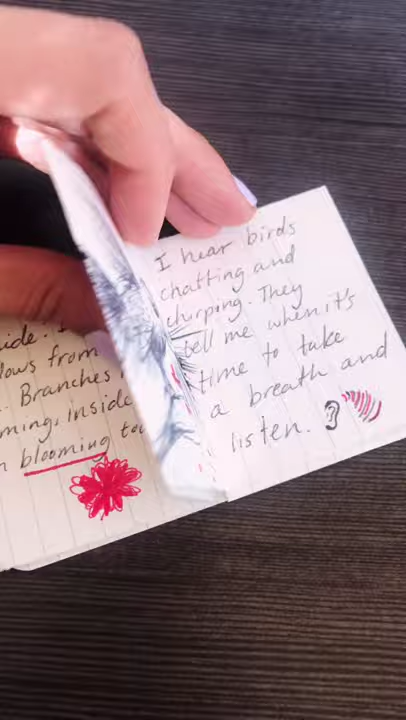 ide. I
lows from
. Branches
ming, inside
n blooming too
I hear birds
chatting and
chirping. They
tell me when it's
time to take
a breath and
listen.